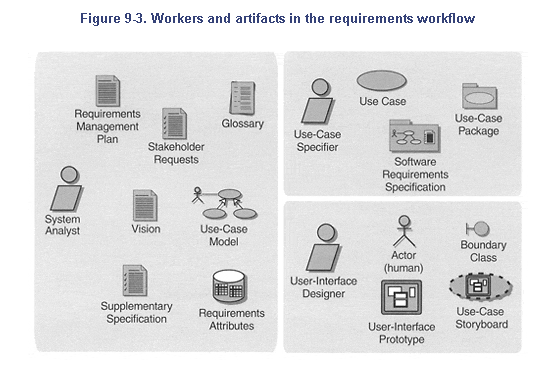 Figure 9-3. Workers and artifacts in the requirements workflow
Requirements
Management
Plan
Stakeholder
Requests
Glossary
System
Analyst
Vision
Use-Case
Model
Supplementary
Specification
Requirements
Attributes
Use-Case
Specifier
Use Case
Use-Case
Package
Software
Requirements
Specification
User-Interface
Designer
Actor
(human)
Boundary
Class
User-Interface
Prototype
Use-Case
Storyboard